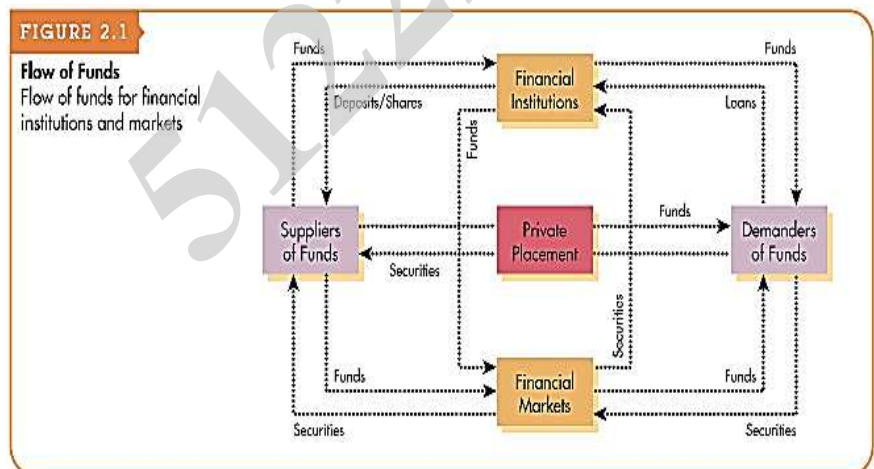 FIGURE 2.1
Flow of Funds
Flow of funds for financial
institutions and markets
Funds
Funds
Financial
Institutions
Deposits/Shares
Loans
Funds
Suppliers
of Funds
Private
Placement
Funds
Demanders
of Funds
Securities
Securities
Funds
Financial
Markets
Funds
Securities
Securities